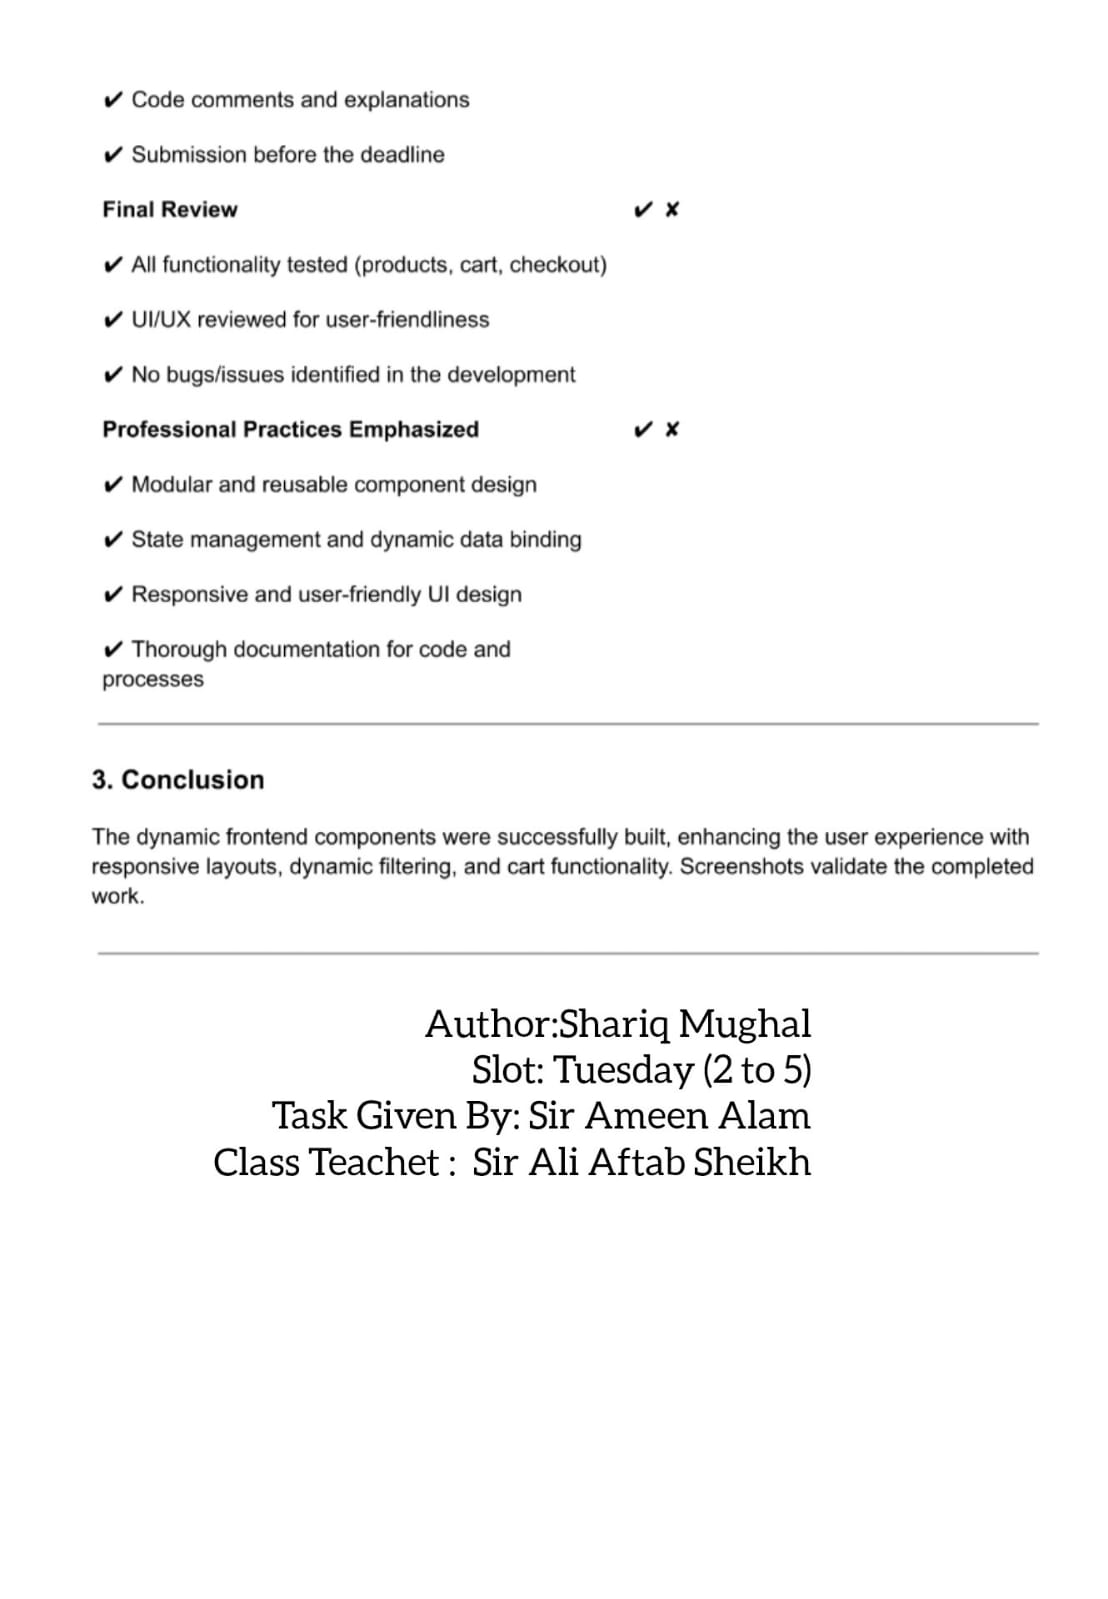 ✔ Code comments and explanations
✔ Submission before the deadline
Final Review ✔ ✘
✔ All functionality tested (products, cart, checkout)
✔ UI/UX reviewed for user-friendliness
✔ No bugs/issues identified in the development
Professional Practices Emphasized ✔ ✘
✔ Modular and reusable component design
✔ State management and dynamic data binding
✔ Responsive and user-friendly UI design
✔ Thorough documentation for code and
processes
3. Conclusion
The dynamic frontend components were successfully built, enhancing the user experience with
responsive layouts, dynamic filtering, and cart functionality. Screenshots validate the completed
work.
Author:Shariq Mughal
Slot: Tuesday (2 to 5)
Task Given By: Sir Ameen Alam
Class Teachet : Sir Ali Aftab Sheikh